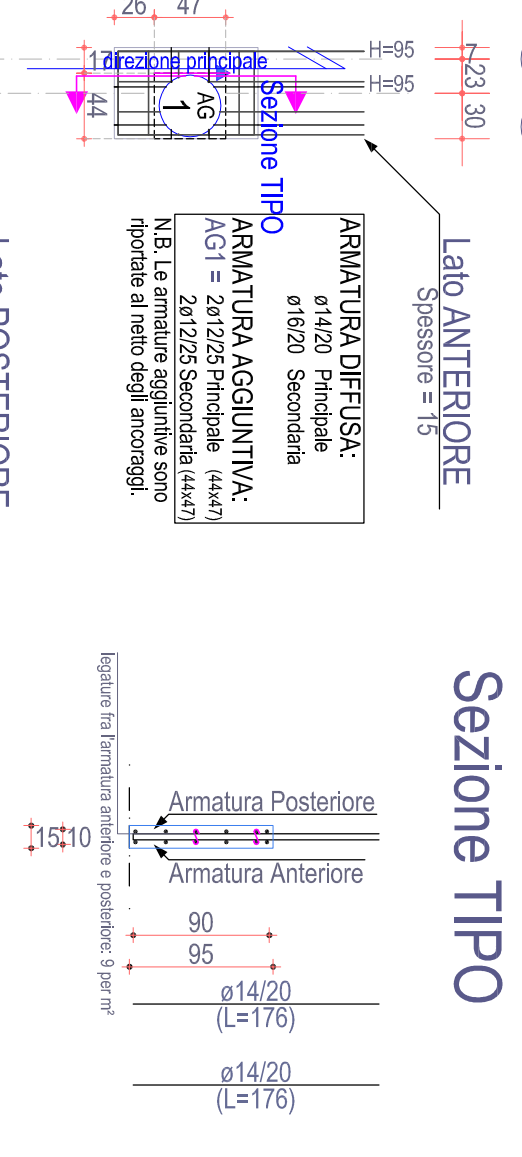 26 47
17
44
direzione principale
H=95
H=95
7
23
30
AG
1
Sezione TIPO
Lato ANTERIORE
Spessore = 15
ARMATURA DIFFUSA:
ø14/20 Principale
ø16/20 Secondaria
ARMATURA AGGIUNTIVA:
AG1 = 2ø12/25 Principale (44x47)
2ø12/25 Secondaria (44x47)
N.B. Le armature aggiuntive sono
riportate al netto degli ancoraggi.
Lato POSTERIORE
Sezione TIPO
legature fra l'armatura anteriore e posteriore: 9 per m²
Armatura Posteriore
15 10
Armatura Anteriore
90
95
ø14/20
(L=176)
ø14/20
(L=176)